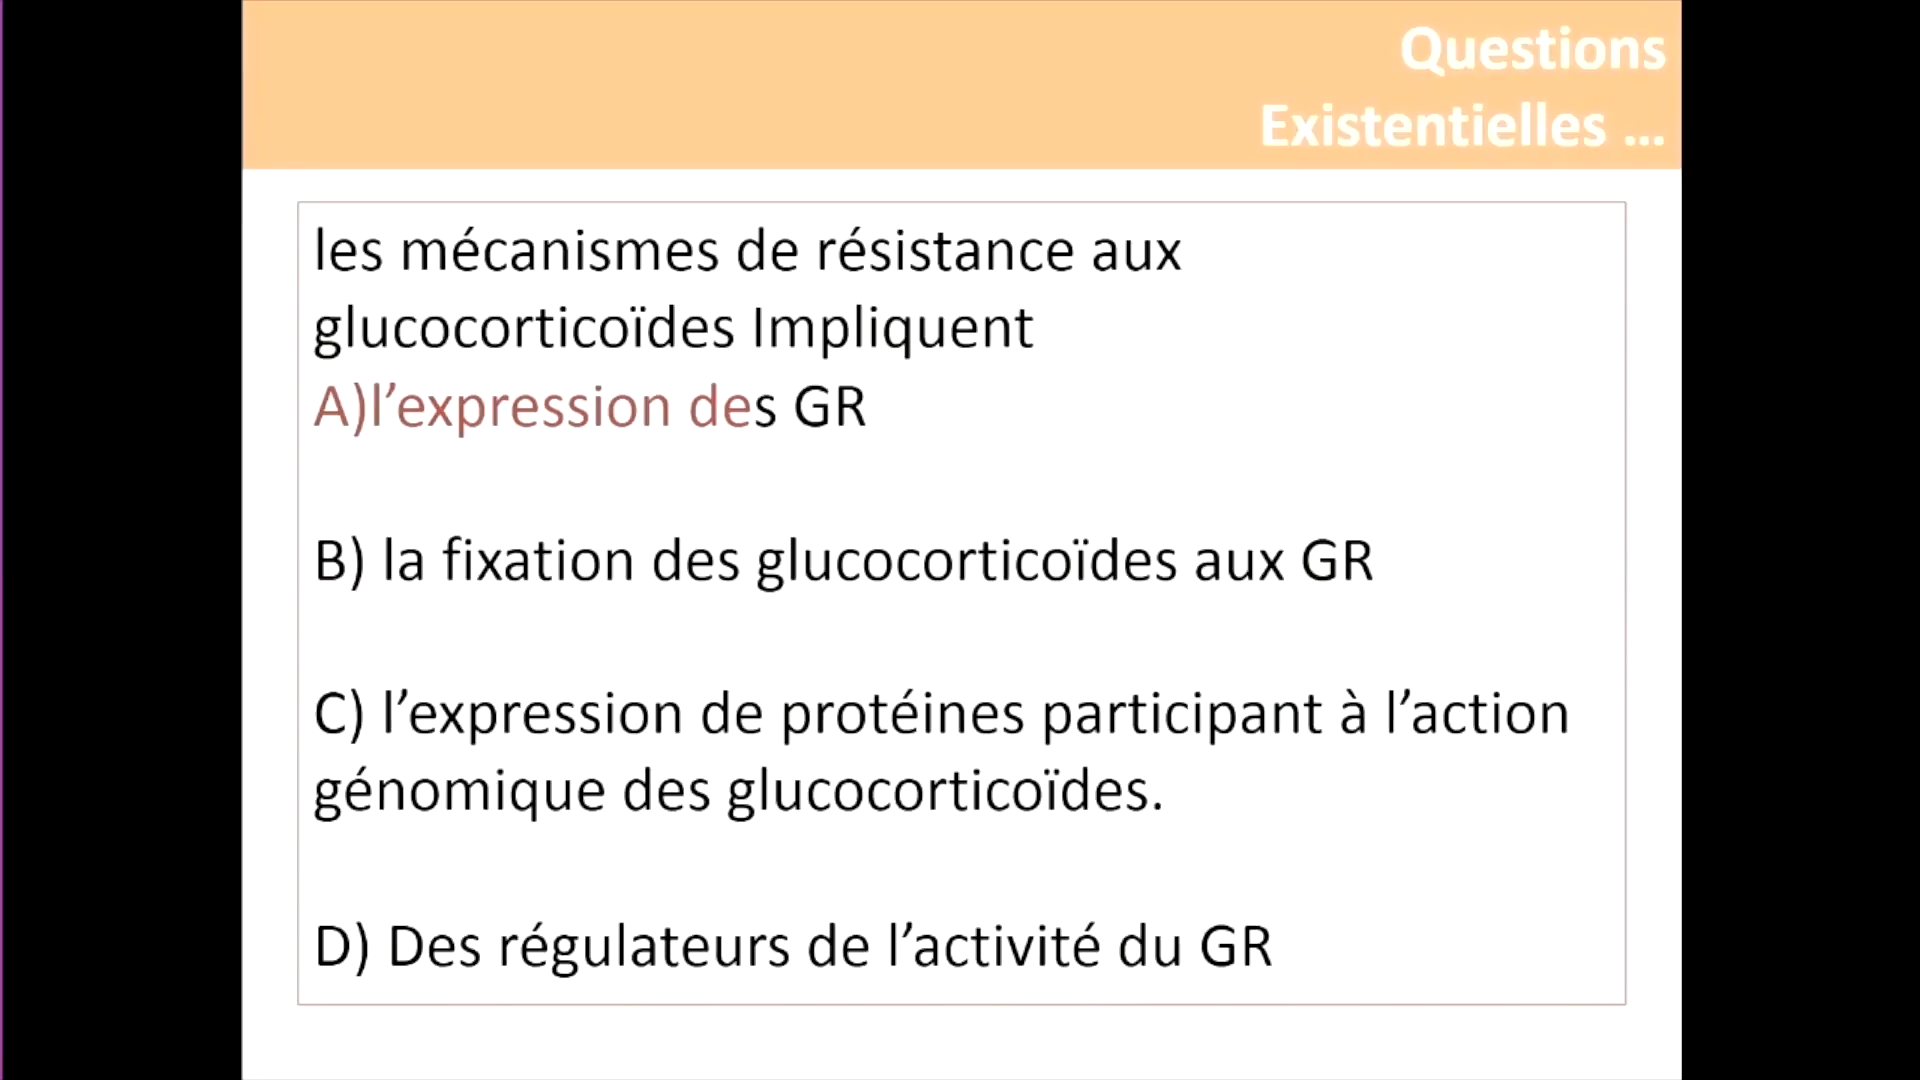 Questions
Existentielles ...
les mécanismes de résistance aux
glucocorticoïdes Impliquent
A)l’expression des GR
B) la fixation des glucocorticoïdes aux GR
C) l’expression de protéines participant à l’action
génomique des glucocorticoïdes.
D) Des régulateurs de l’activité du GR